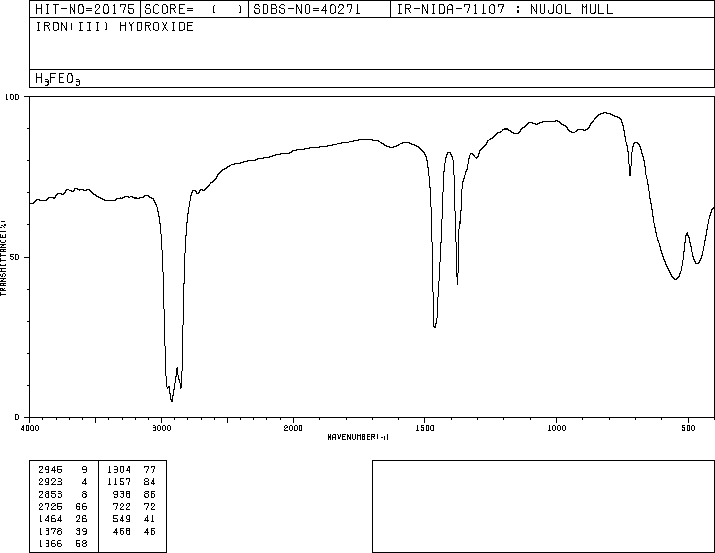 HIT-NO=20175 SCORE= ( ) SDBS-NO=40271 IR-NIDA-71107 : NUJOL MULL
IRON(III) HYDROXIDE
H3FEO3
100
50
0
TRANSMITTANCE(%)
4000 3000 2000 1500 1000 500
WAVENUMBER(-1)
2946 9 1304 77
2923 4 1157 84
2853 8 938 86
2725 66 722 72
1464 26 549 41
1378 39 468 46
1366 68